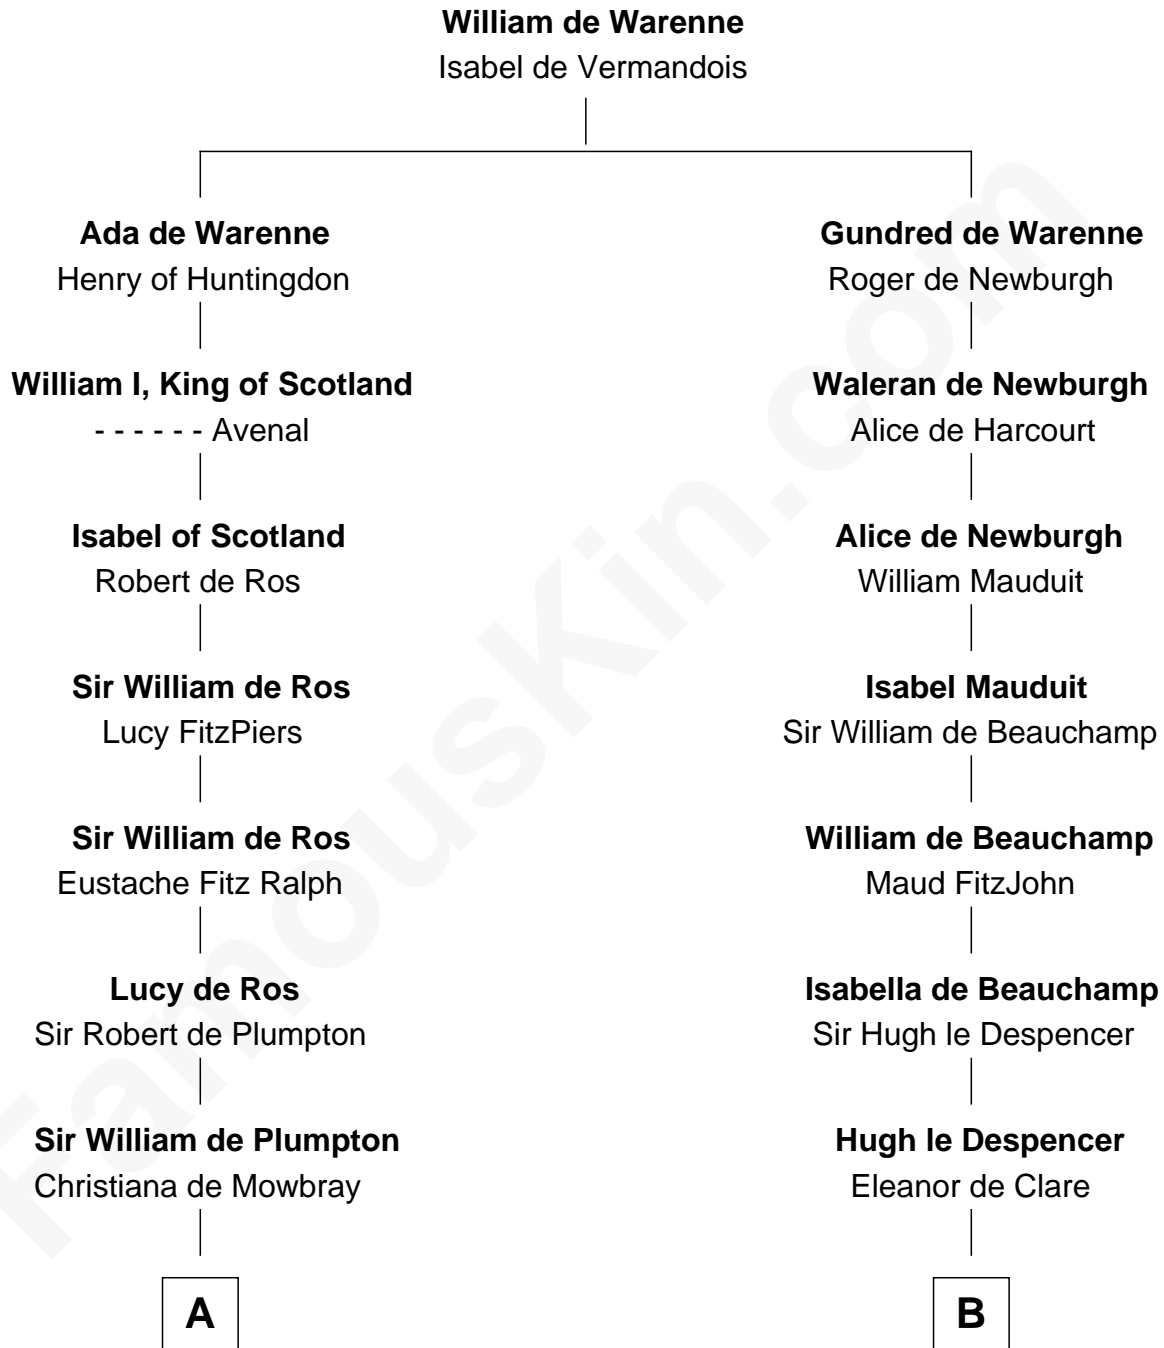 William de Warenne
Isabel de Vermandois
Ada de Warenne
Henry of Huntingdon
William I, King of Scotland
- - - - - - Avenal
Isabel of Scotland
Robert de Ros
Sir William de Ros
Lucy FitzPiers
Sir William de Ros
Eustache Fitz Ralph
Lucy de Ros
Sir Robert de Plumpton
Sir William de Plumpton
Christiana de Mowbray
A
Gundred de Warenne
Roger de Newburgh
Waleran de Newburgh
Alice de Harcourt
Alice de Newburgh
William Mauduit
Isabel Mauduit
Sir William de Beauchamp
William de Beauchamp
Maud FitzJohn
Isabella de Beauchamp
Sir Hugh le Despencer
Hugh le Despencer
Eleanor de Clare
B
FamousKin.com